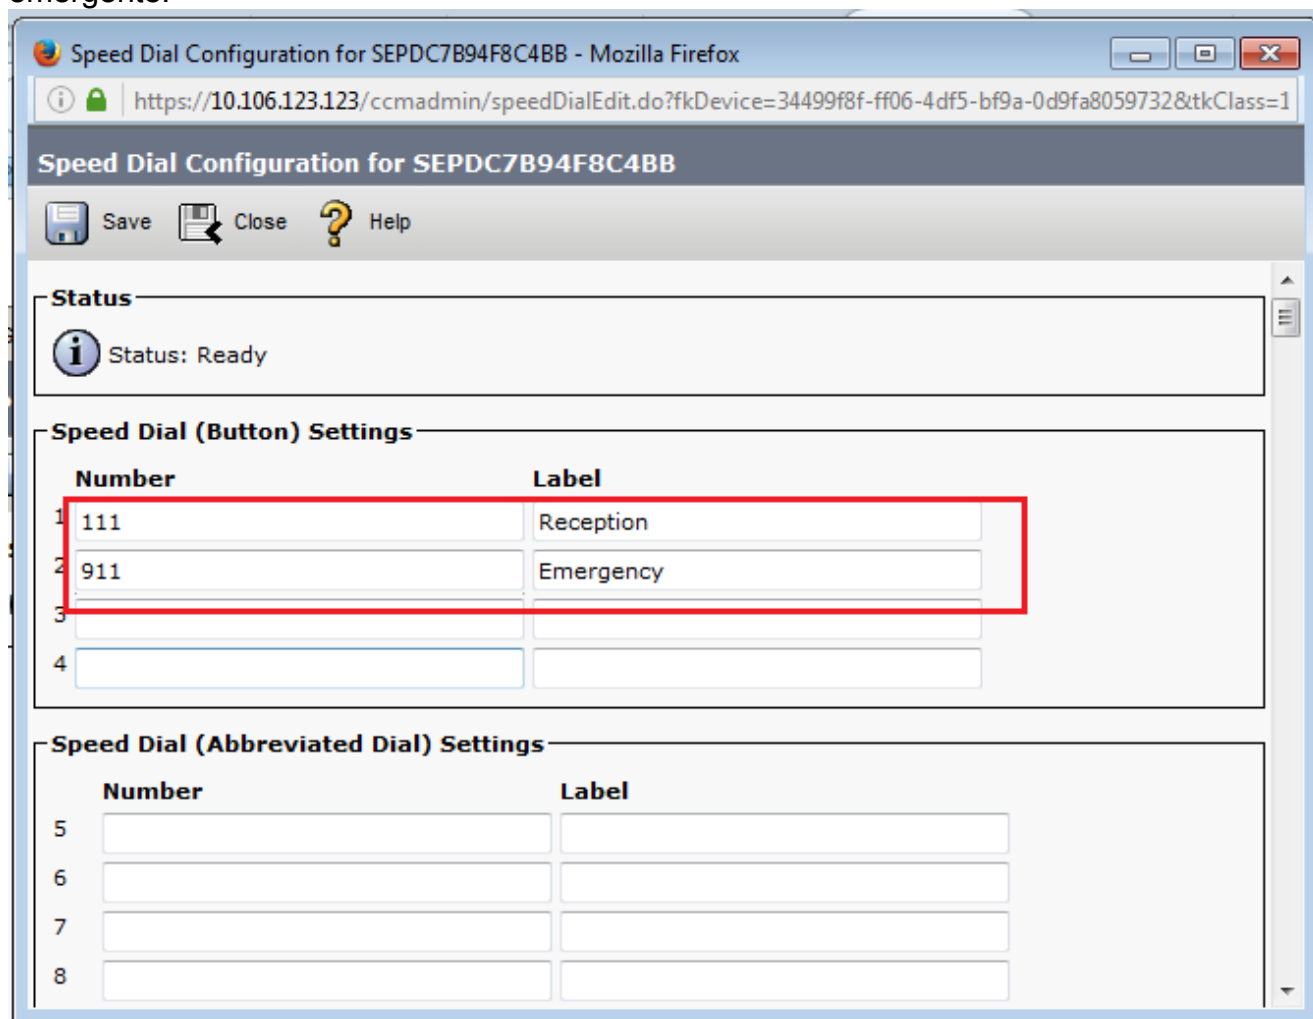 emergente.
Speed Dial Configuration for SEPDC7B94F8C4BB - Mozilla Firefox
https://10.106.123.123/ccmadmin/speedDialEdit.do?fkDevice=34499f8f-ff06-4df5-bf9a-0d9fa8059732&tkClass=1
Speed Dial Configuration for SEPDC7B94F8C4BB
Save Close Help
Status
Status: Ready
Speed Dial (Button) Settings
Number Label
1 111 Reception
2 911 Emergency
3
4
Speed Dial (Abbreviated Dial) Settings
Number Label
5
6
7
8